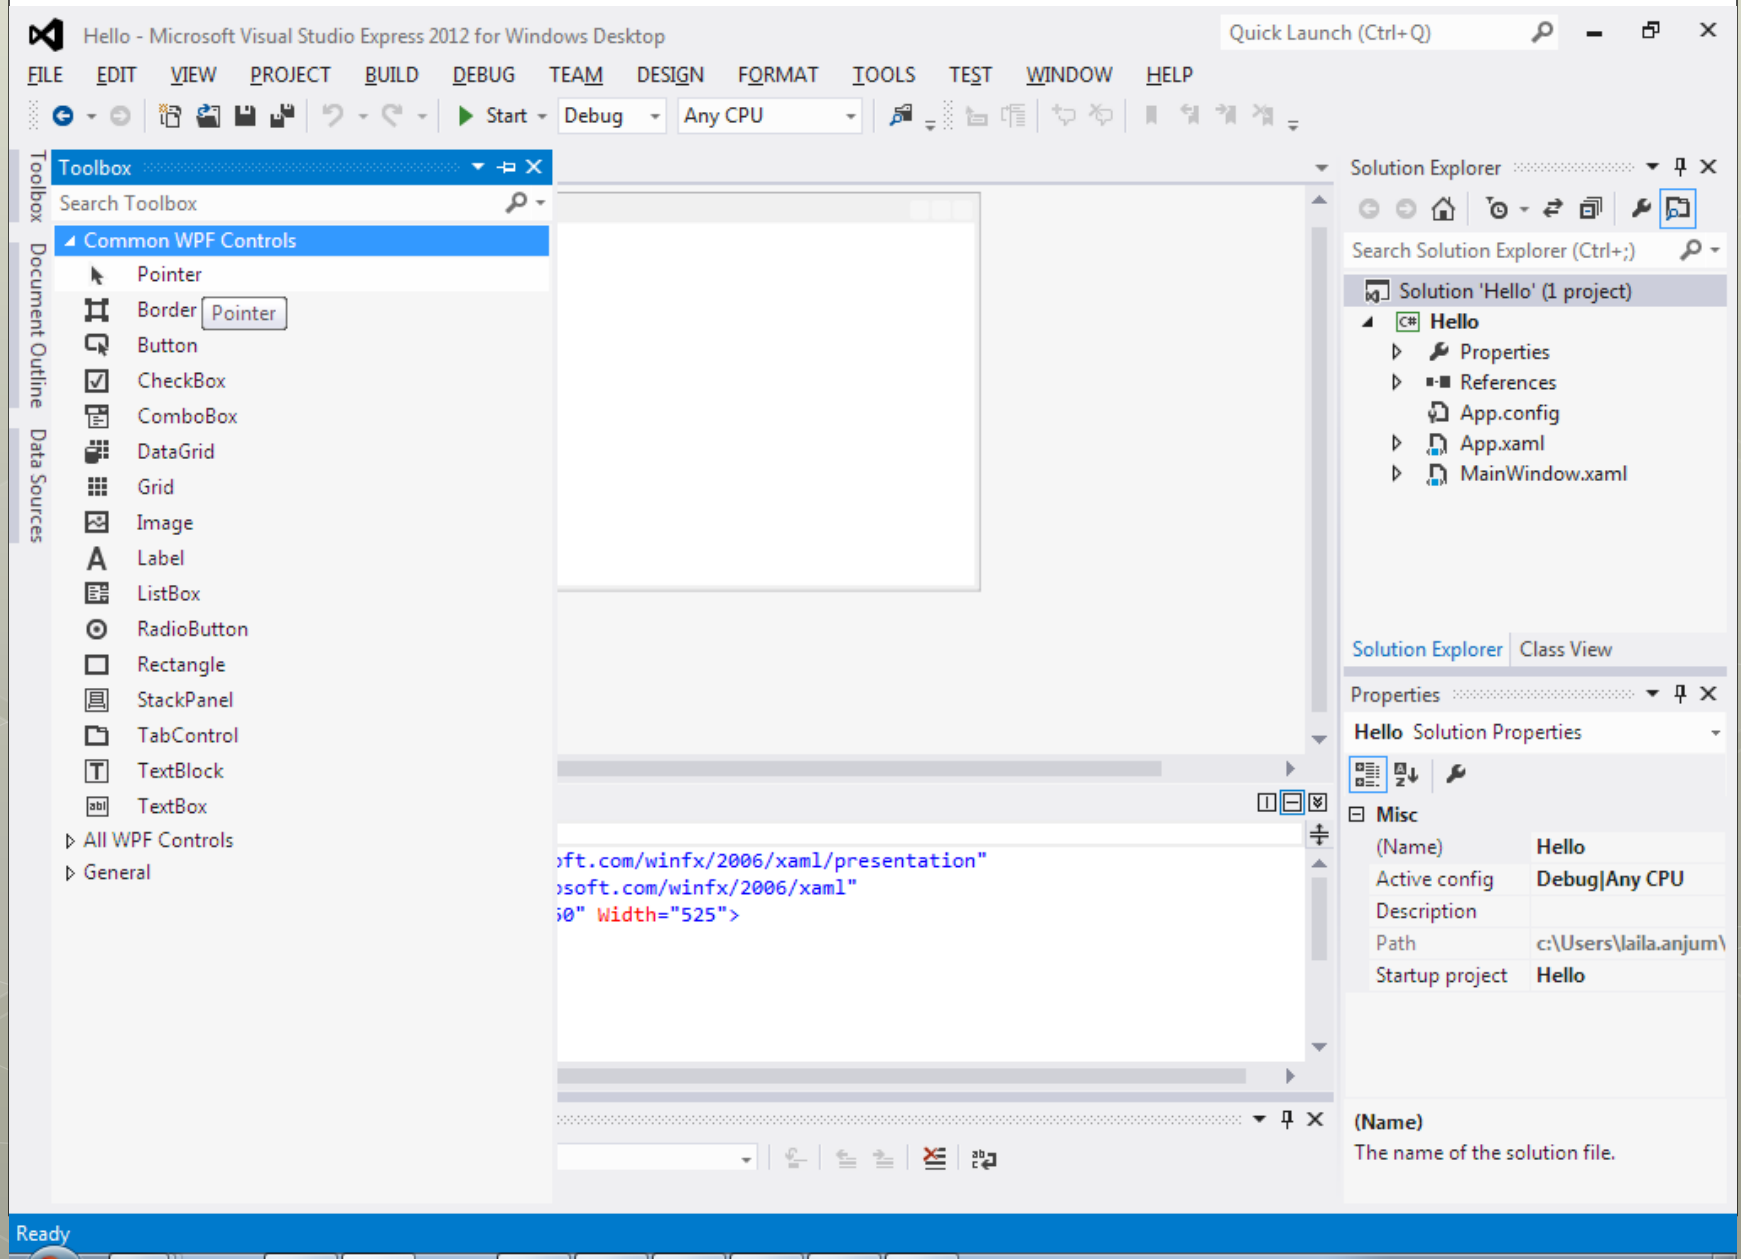 Hello - Microsoft Visual Studio Express 2012 for Windows Desktop
Quick Launch (Ctrl+Q)
FILE EDIT VIEW PROJECT BUILD DEBUG TEAM DESIGN FORMAT TOOLS TEST WINDOW HELP
Start Debug Any CPU
Toolbox
Document Outline
Data Sources
Toolbox
Search Toolbox
Common WPF Controls
Pointer
Border
Pointer
Button
CheckBox
ComboBox
DataGrid
Grid
Image
Label
ListBox
RadioButton
Rectangle
StackPanel
TabControl
TextBlock
TextBox
All WPF Controls
General
oft.com/winfx/2006/xaml/presentation"
osoft.com/winfx/2006/xaml"
50" Width="525">
Solution Explorer
Search Solution Explorer (Ctrl+;)
Solution 'Hello' (1 project)
C# Hello
Properties
References
App.config
App.xaml
MainWindow.xaml
Solution Explorer Class View
Properties
Hello Solution Properties
Misc
(Name) Hello
Active config Debug|Any CPU
Description
Path c:\Users\laila.anjum\
Startup project Hello
(Name)
The name of the solution file.
Ready